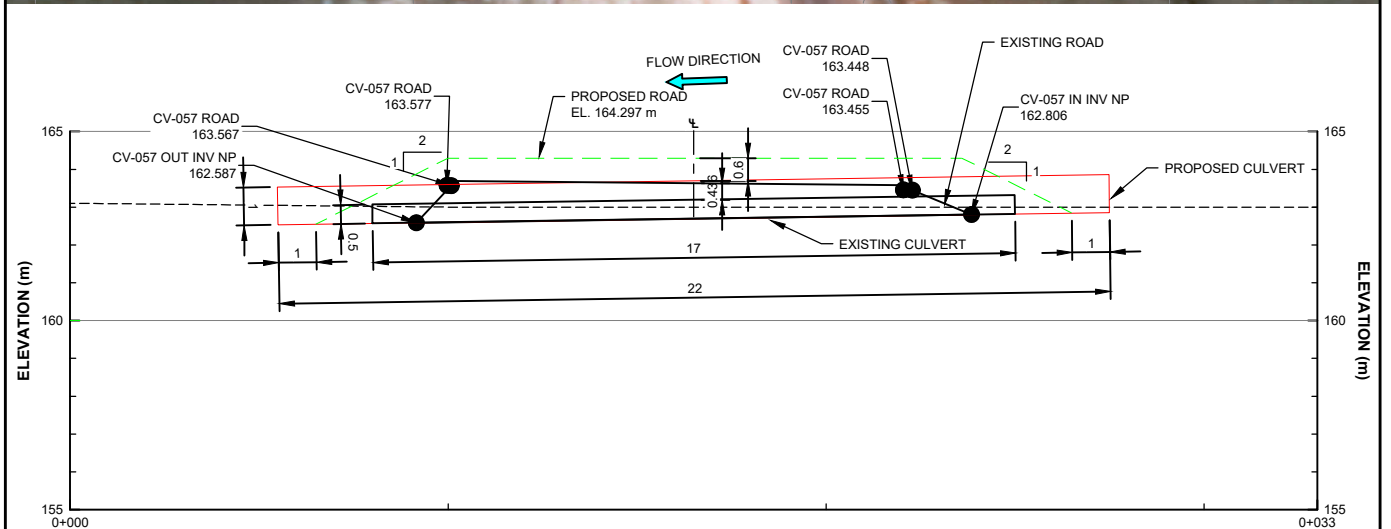 FLOW DIRECTION
CV-057 ROAD
163.448
EXISTING ROAD
CV-057 ROAD
163.577
PROPOSED ROAD
EL. 164.297 m
CV-057 ROAD
163.455
CV-057 IN INV NP
162.806
CV-057 ROAD
163.567
CV-057 OUT INV NP
162.587
165
165
2
1
℄
0.6
0.436
2
1
PROPOSED CULVERT
1
0.5
EXISTING CULVERT
1
17
1
22
ELEVATION (m)
ELEVATION (m)
160
160
155
155
0+000
0+033